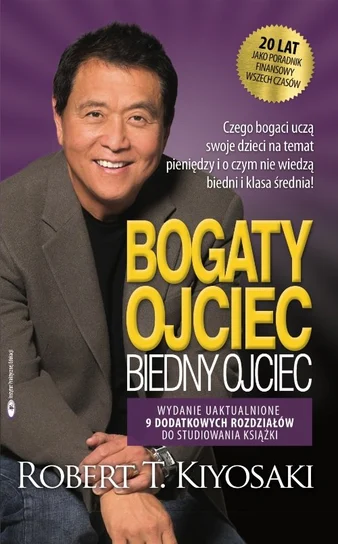 20 LAT
JAKO PORADNIK
FINANSOWY
WSZECH CZASÓW
Czego bogaci uczą
swoje dzieci na temat
pieniędzy i o czym nie wiedzą
biedni i klasa średnia!
BOGATY
OJCIEC
BIEDNY OJCIEC
WYDANIE UAKTUALNIONE
9 DODATKOWYCH ROZDZIAŁÓW
DO STUDIOWANIA KSIĄŻKI
ROBERT T. KIYOSAKI